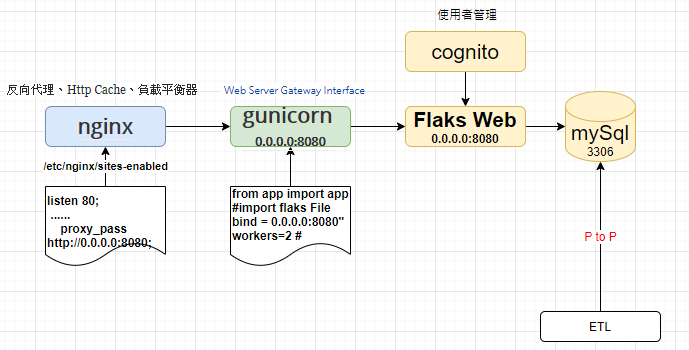 使用者管理
cognito
反向代理、Http Cache、負載平衡器
Web Server Gateway Interface
nginx
gunicorn
0.0.0.0:8080
Flaks Web
0.0.0.0:8080
mySql
3306
/etc/nginx/sites-enabled
listen 80;
......
proxy_pass
http://0.0.0.0:8080;
from app import app
#import flaks File
bind = 0.0.0.0:8080"
workers=2 #
P to P
ETL